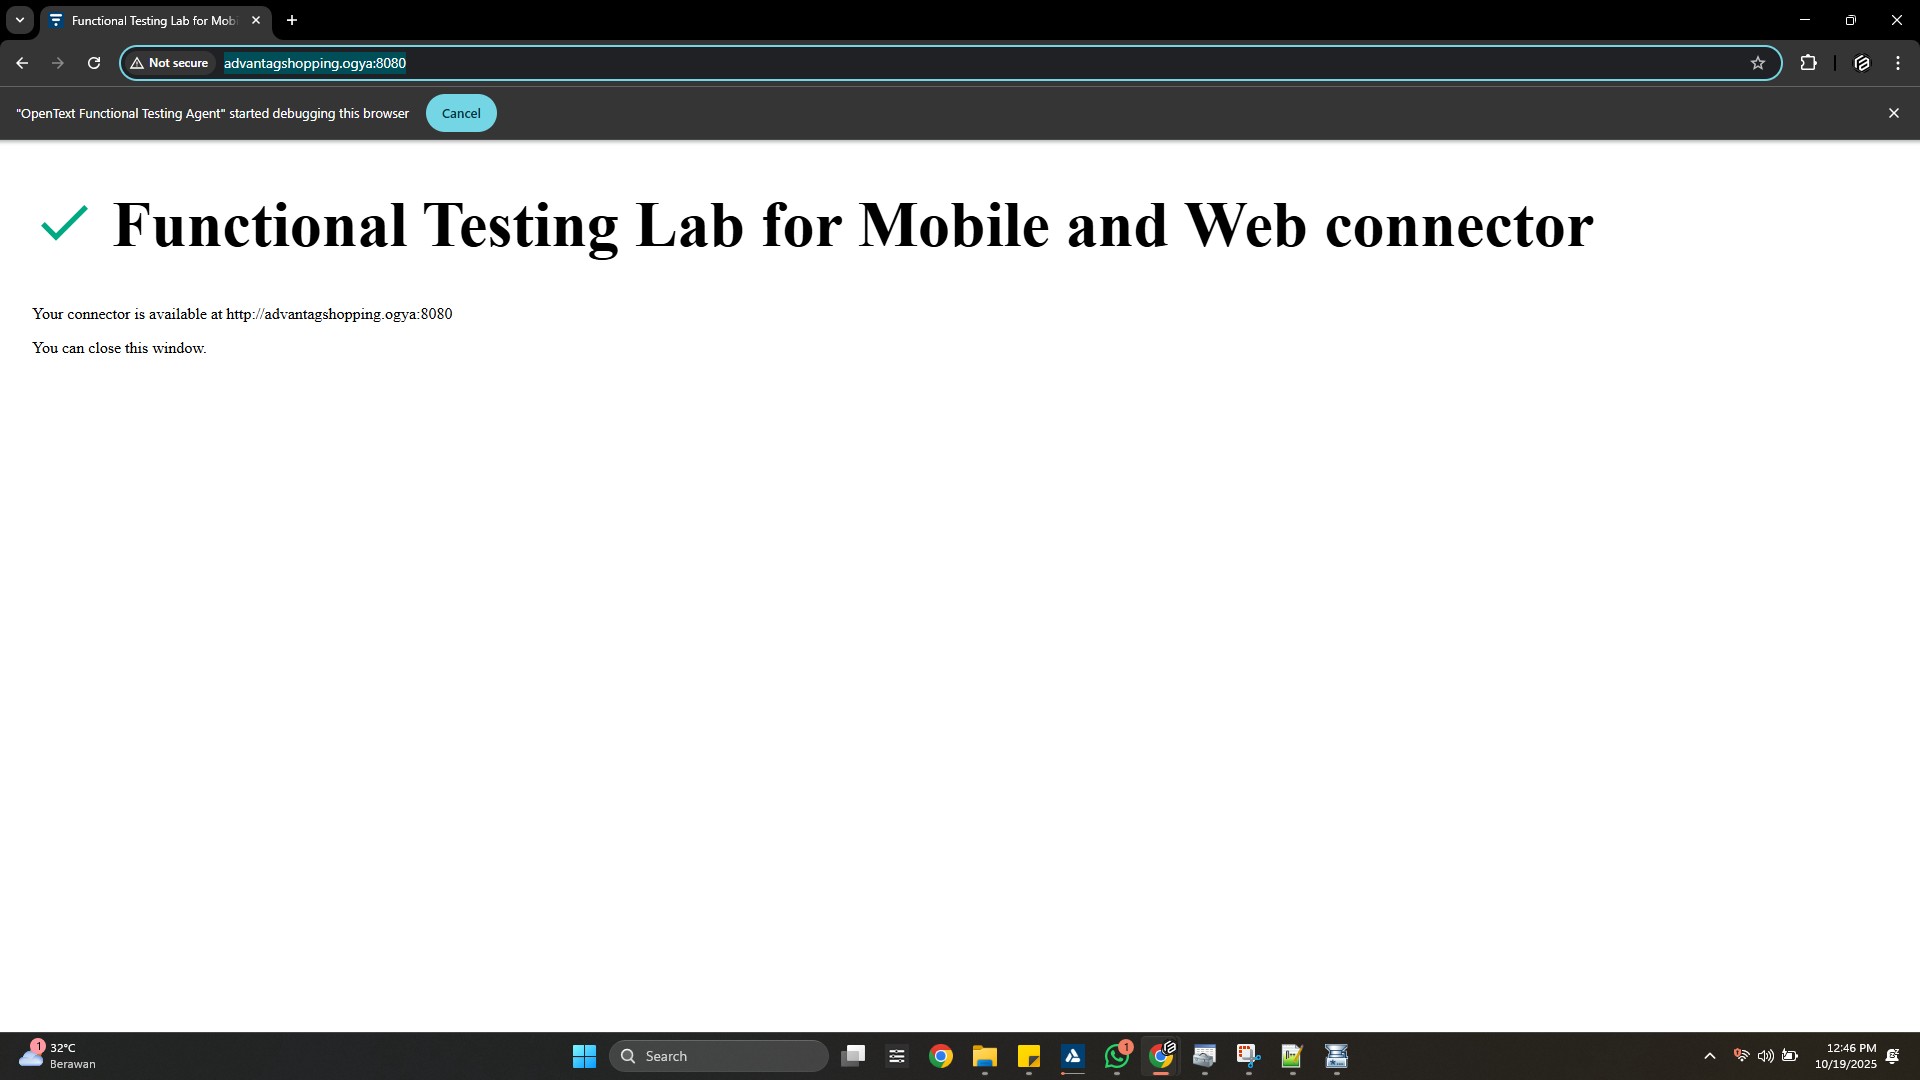 Functional Testing Lab for Mobi
Not secure
advantagshopping.ogya:8080
"OpenText Functional Testing Agent" started debugging this browser
Cancel
Functional Testing Lab for Mobile and Web connector
Your connector is available at http://advantagshopping.ogya:8080
You can close this window.
1
32°C
Berawan
Search
1
12:46 PM
10/19/2025